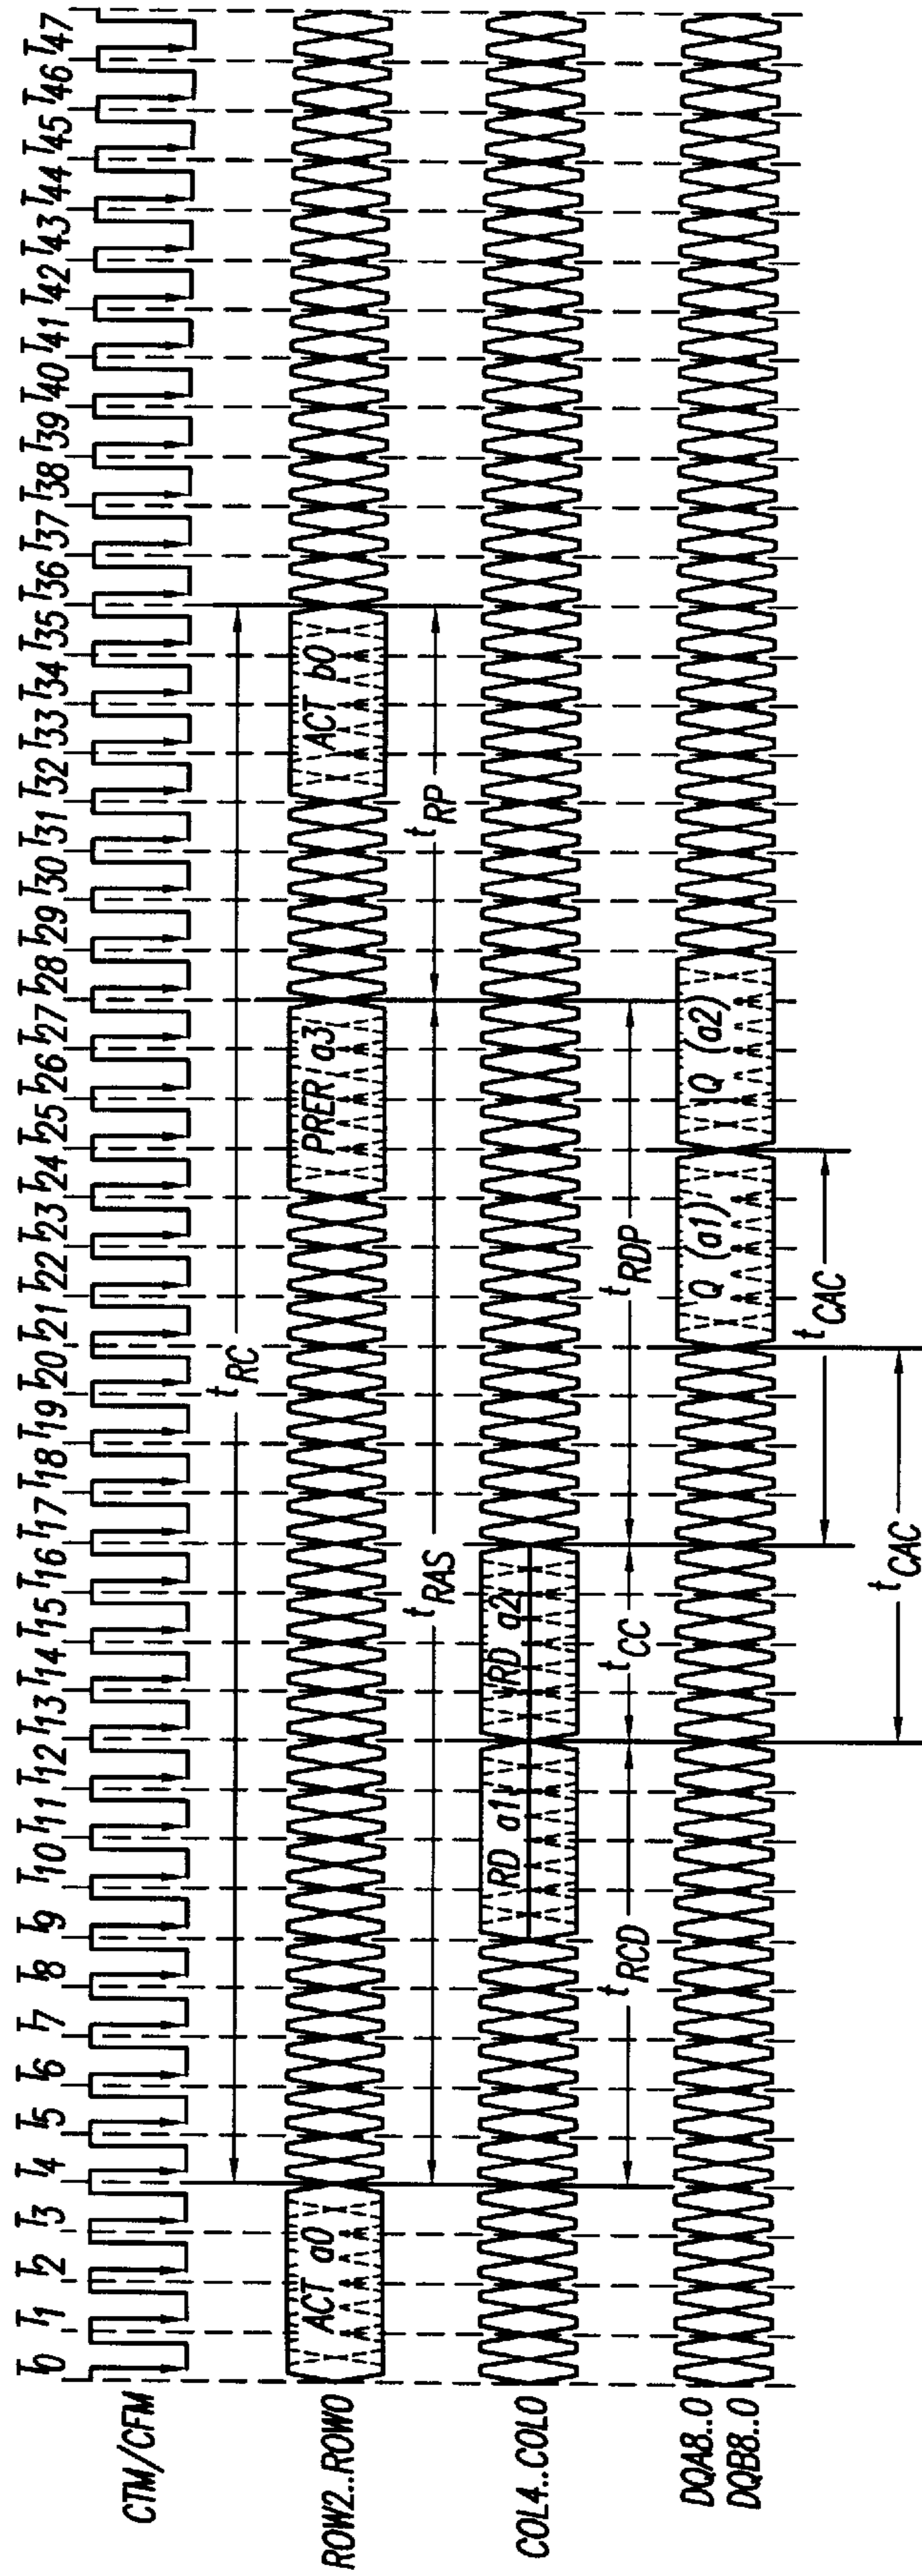 T0 T1 T2 T3 T4 T5 T6 T7 T8 T9 T10 T11 T12 T13 T14 T15 T16 T17 T18 T19 T20 T21 T22 T23 T24 T25 T26 T27 T28 T29 T30 T31 T32 T33 T34 T35 T36 T37 T38 T39 T40 T41 T42 T43 T44 T45 T46 T47
CTM/CFM
tRC
ROW2..ROW0
ACT a0
PRER a3
ACT b0
tRAS
tRP
COL4..COL0
RD a1
RD a2
tRCD
tCC
tRDP
DQA8..0
DQB8..0
Q (a1)
Q (a2)
tCAC
tCAC